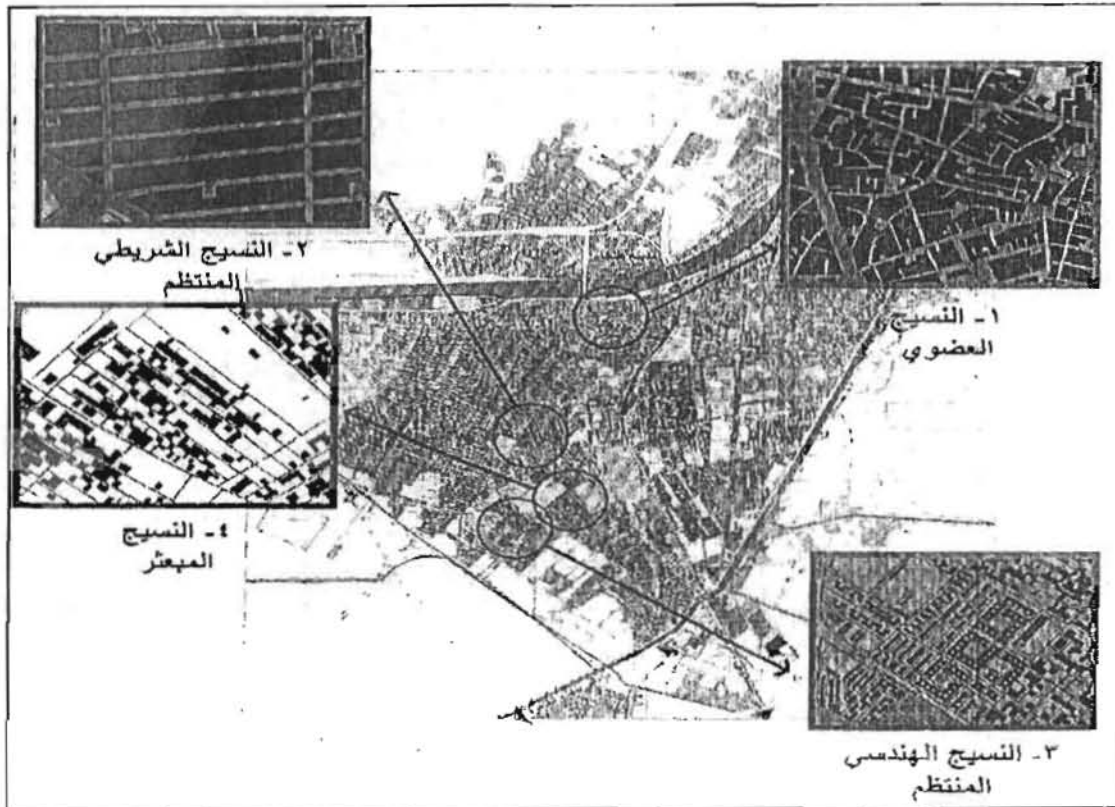 ٢- النسيج الشريطي
المنتظم
١- النسيج
العضوي
٤- النسيج
المبعثر
٣- النسيج الهندسي
المنتظم